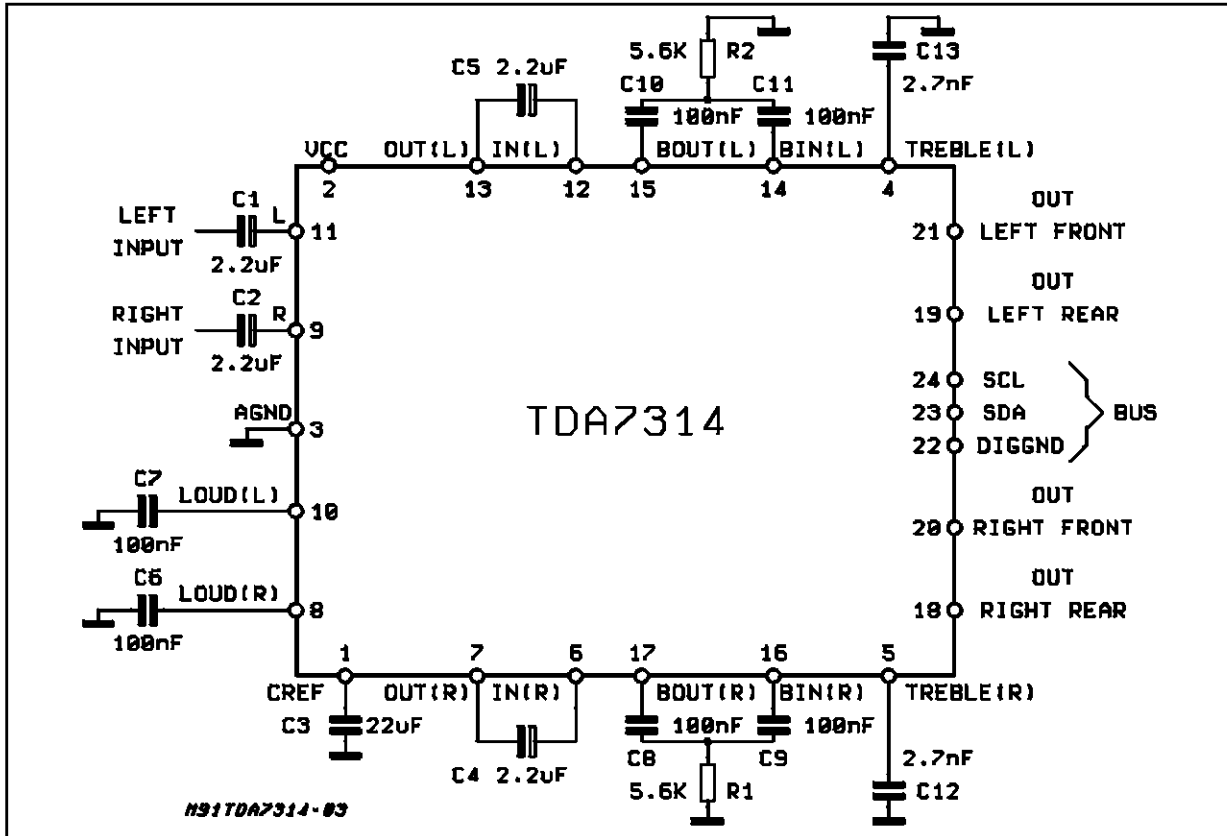 5.6K R2
C13
2.7nF
C5 2.2uF
C10 C11
100nF 100nF
VCC OUT(L) IN(L) BOUT(L) BIN(L) TREBLE(L)
2 13 12 15 14 4
LEFT
INPUT
C1
L
11
2.2uF
RIGHT
INPUT
C2
R
9
2.2uF
AGND
3
C7
LOUD(L)
10
100nF
C6
LOUD(R)
8
100nF
TDA7314
OUT
21 LEFT FRONT
OUT
19 LEFT REAR
24 SCL
23 SDA
22 DIGGND
BUS
OUT
20 RIGHT FRONT
OUT
18 RIGHT REAR
1 7 6 17 16 5
CREF OUT(R) IN(R) BOUT(R) BIN(R) TREBLE(R)
C3 22uF
100nF 100nF
C8 C9
C4 2.2uF
5.6K R1
2.7nF
C12
M91TDA7314-03